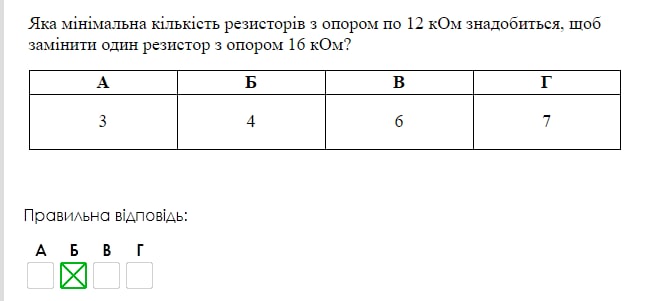 Яка мінімальна кількість резисторів з опором по 12 кОм знадобиться, щоб
замінити один резистор з опором 16 кОм?
А Б В Г
3 4 6 7
Правильна відповідь:
А Б В Г